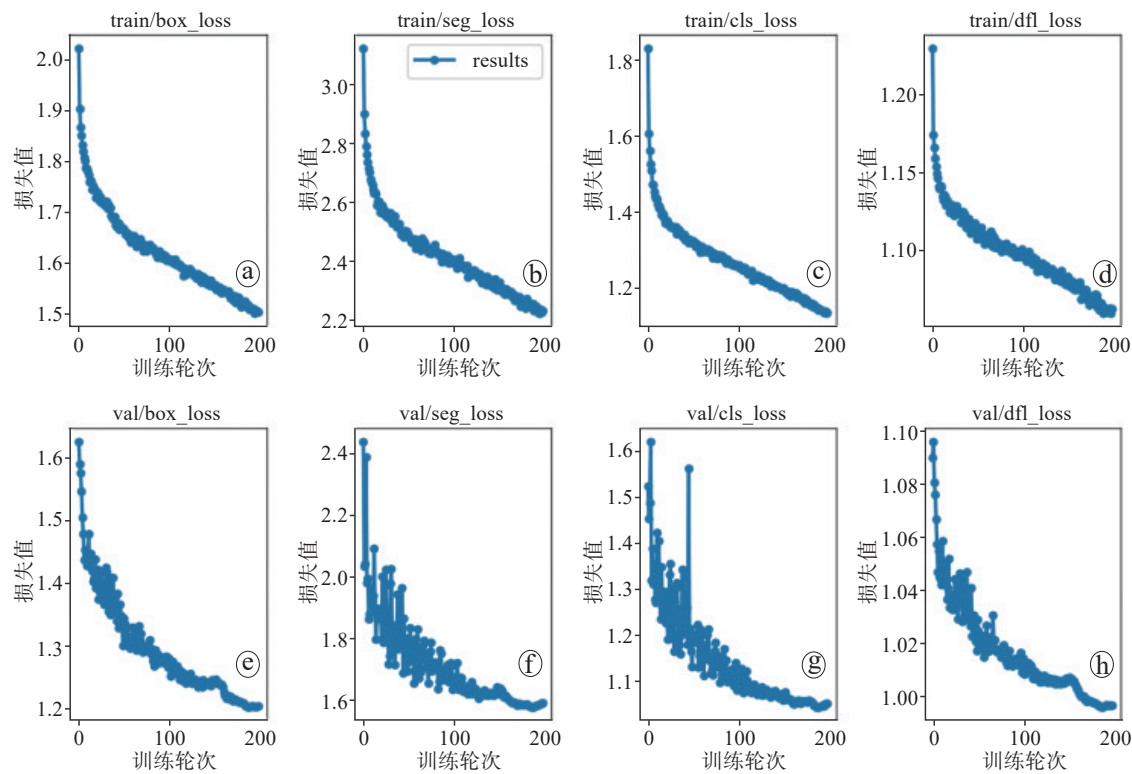 train/box_loss
2.0
1.9
1.8
1.7
1.6
1.5
损失值
0
100
200
训练轮次
ⓐ
train/seg_loss
results
3.0
2.8
2.6
2.4
2.2
损失值
0
100
200
训练轮次
ⓑ
train/cls_loss
1.8
1.6
1.4
1.2
损失值
0
100
200
训练轮次
ⓒ
train/dfl_loss
1.20
1.15
1.10
损失值
0
100
200
训练轮次
ⓓ
val/box_loss
1.6
1.5
1.4
1.3
1.2
损失值
0
100
200
训练轮次
ⓔ
val/seg_loss
2.4
2.2
2.0
1.8
1.6
损失值
0
100
200
训练轮次
ⓕ
val/cls_loss
1.6
1.5
1.4
1.3
1.2
1.1
损失值
0
100
200
训练轮次
ⓖ
val/dfl_loss
1.10
1.08
1.06
1.04
1.02
1.00
损失值
0
100
200
训练轮次
ⓗ